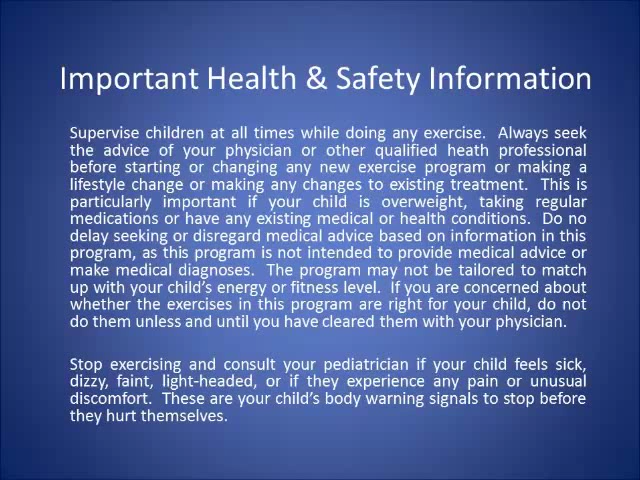 Important Health & Safety Information
Supervise children at all times while doing any exercise. Always seek
the advice of your physician or other qualified heath professional
before starting or changing any new exercise program or making a
lifestyle change or making any changes to existing treatment. This is
particularly important if your child is overweight, taking regular
medications or have any existing medical or health conditions. Do no
delay seeking or disregard medical advice based on information in this
program, as this program is not intended to provide medical advice or
make medical diagnoses. The program may not be tailored to match
up with your child's energy or fitness level. If you are concerned about
whether the exercises in this program are right for your child, do not
do them unless and until you have cleared them with your physician.
Stop exercising and consult your pediatrician if your child feels sick,
dizzy, faint, light-headed, or if they experience any pain or unusual
discomfort. These are your child's body warning signals to stop before
they hurt themselves.